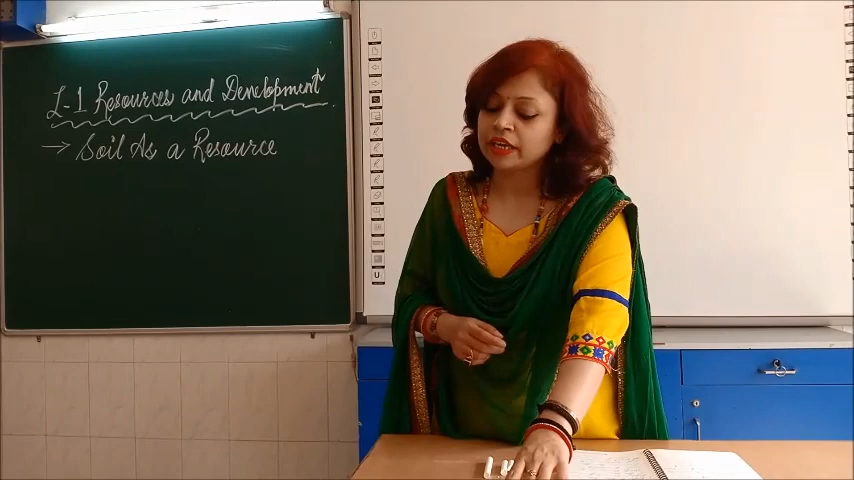 L-1 Resources and Development
→ Soil As a Resource